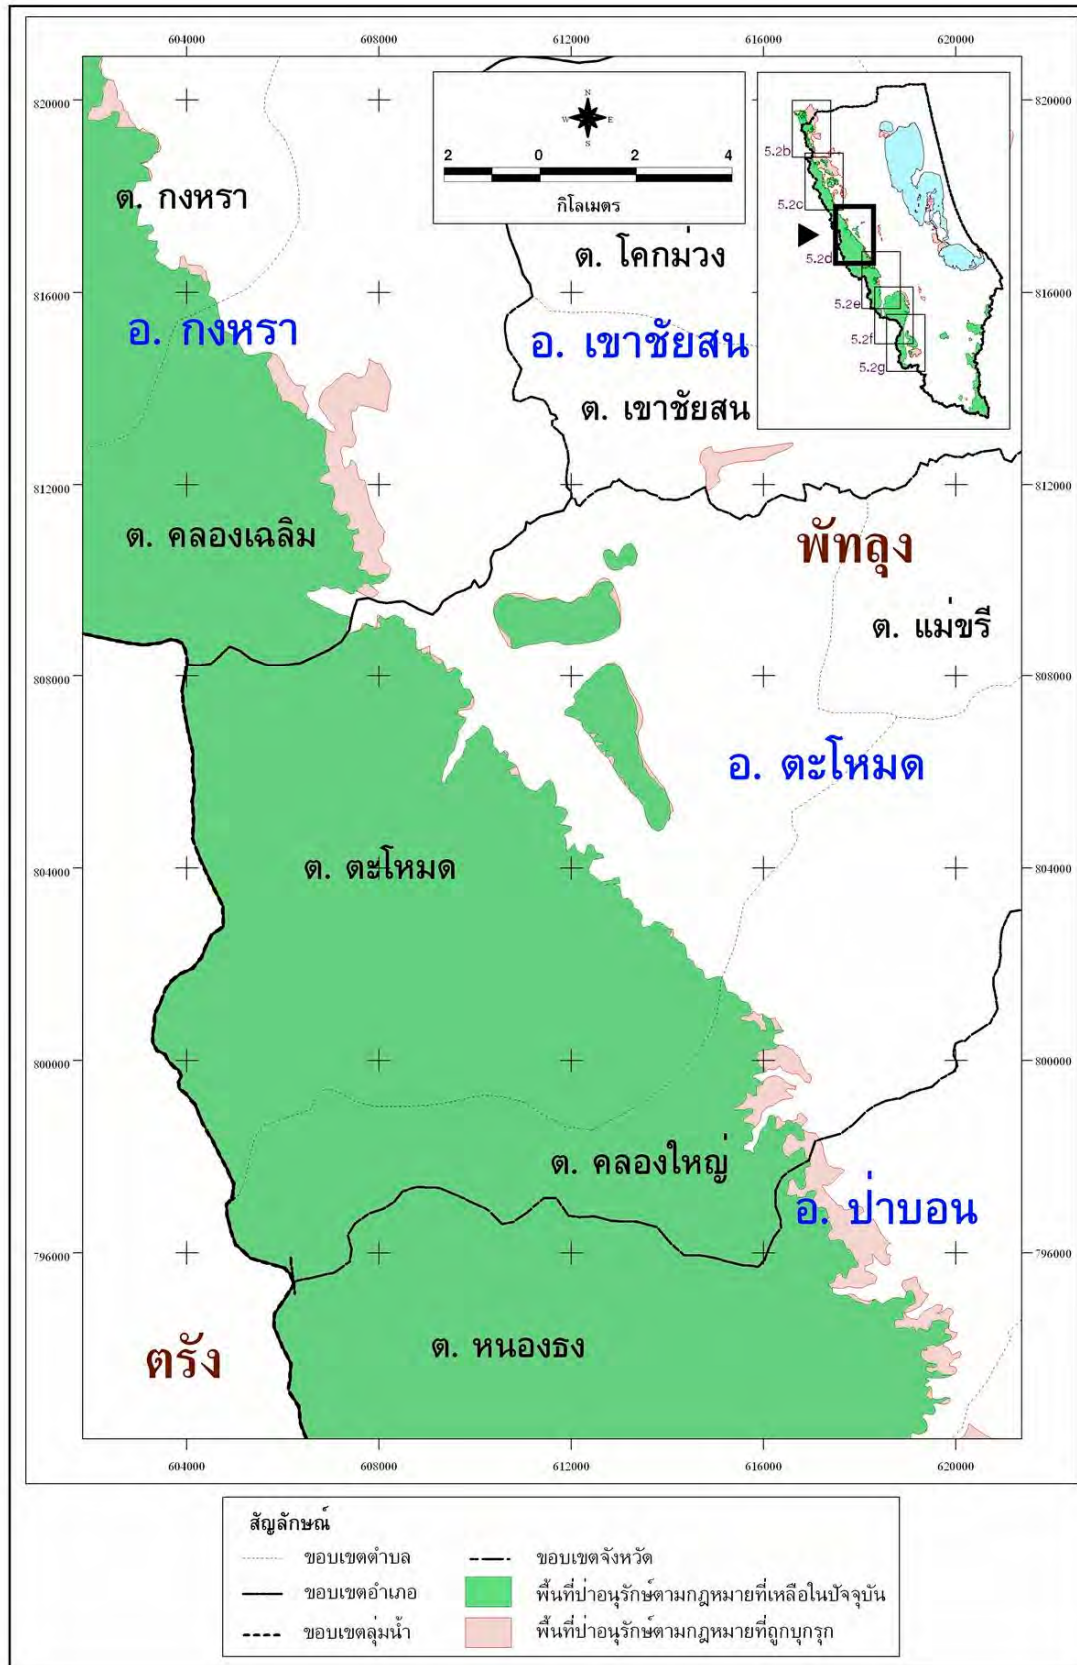 604000 608000 612000 616000 620000
820000 820000
N
W E
S
2 0 2 4
กิโลเมตร
5.2b
5.2c
5.2d
5.2e
5.2f
5.2g
ต. กงหรา
ต. โคกม่วง
816000 816000
อ. กงหรา
อ. เขาชัยสน
ต. เขาชัยสน
812000 812000
ต. คลองเฉลิม
พัทลุง
ต. แม่ขรี
808000 808000
อ. ตะโหมด
ต. ตะโหมด
804000 804000
800000 800000
ต. คลองใหญ่
อ. ป่าบอน
796000 796000
ต. หนองธง
ตรัง
604000 608000 612000 616000 620000
สัญลักษณ์
ขอบเขตตำบล
ขอบเขตอำเภอ
ขอบเขตลุ่มน้ำ
ขอบเขตจังหวัด
พื้นที่ป่าอนุรักษ์ตามกฎหมายที่เหลือในปัจจุบัน
พื้นที่ป่าอนุรักษ์ตามกฎหมายที่ถูกบุกรุก